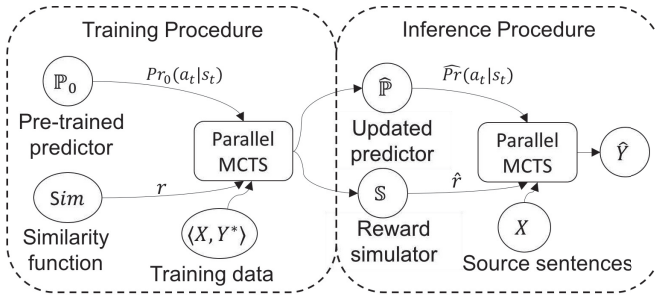 Training Procedure
ℙ₀
Pr₀(aₜ|sₜ)
Pre-trained
predictor
Parallel
MCTS
Sim
r
Similarity
function
⟨X, Y*⟩
Training data
Inference Procedure
ℙ̂
P̂r(aₜ|sₜ)
Updated
predictor
Parallel
MCTS
Ŷ
𝕊
r̂
Reward
simulator
X
Source sentences